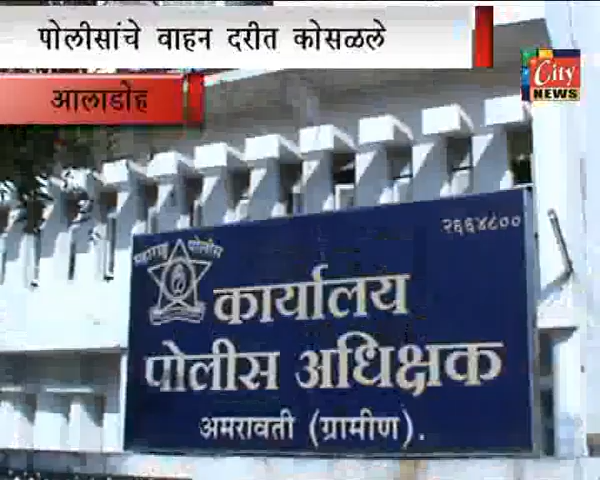 पोलीसांचे वाहन दरीत कोसळले
आलाडोह
City
NEWS
२६६४८००
महाराष्ट्र पोलीस
कार्यालय
पोलीस अधिक्षक
अमरावती (ग्रामीण).